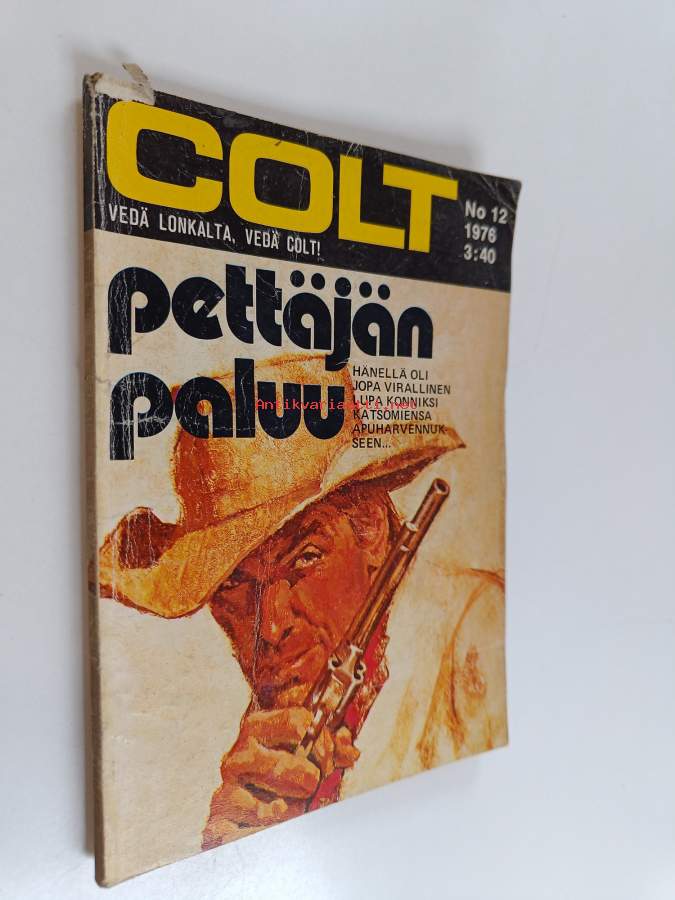 COLT
VEDÄ LONKALTA, VEDÄ COLT!
No 12
1976
3:40
pettäjän
paluu
HÄNELLÄ OLI
JOPA VIRALLINEN
LUPA KONNIKSI
KATSOMIENSA
APUHARVENNUK
SEEN...
Antikvariaatti.net